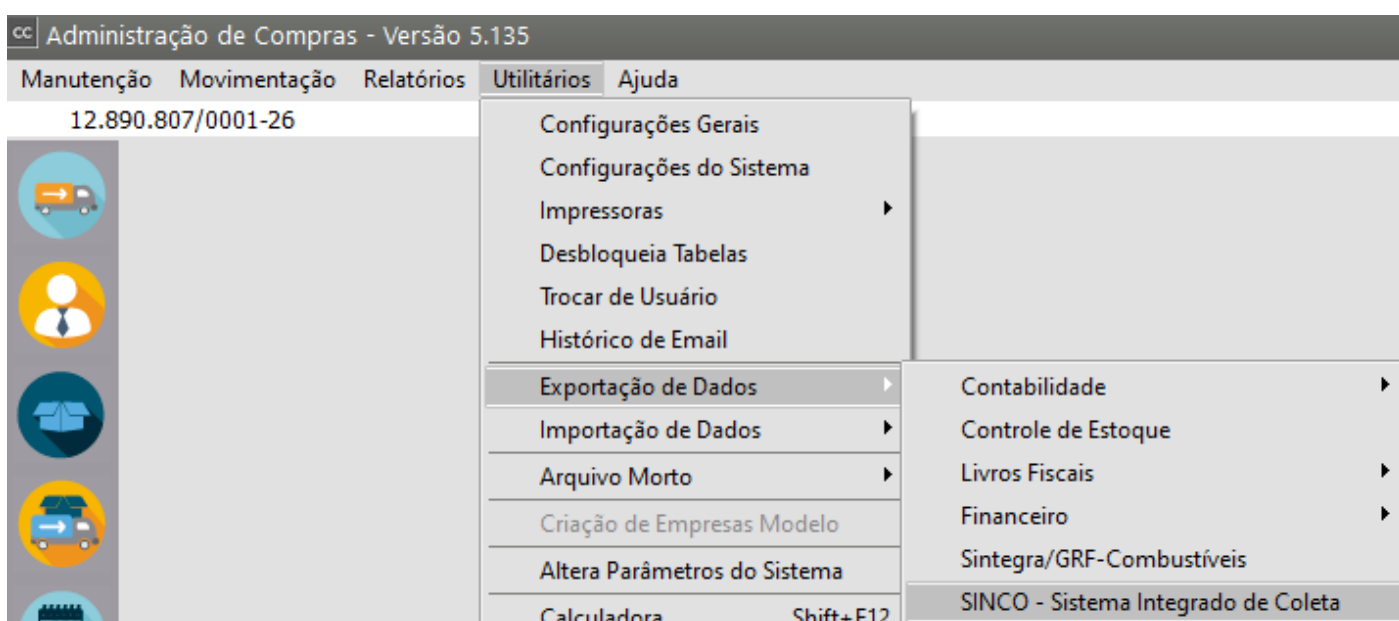 cc Administração de Compras - Versão 5.135
Manutenção Movimentação Relatórios Utilitários Ajuda
12.890.807/0001-26
Configurações Gerais
Configurações do Sistema
Impressoras
Desbloqueia Tabelas
Trocar de Usuário
Histórico de Email
Exportação de Dados
Importação de Dados
Arquivo Morto
Criação de Empresas Modelo
Altera Parâmetros do Sistema
Calculadora Shift+F12
Contabilidade
Controle de Estoque
Livros Fiscais
Financeiro
Sintegra/GRF-Combustíveis
SINCO - Sistema Integrado de Coleta